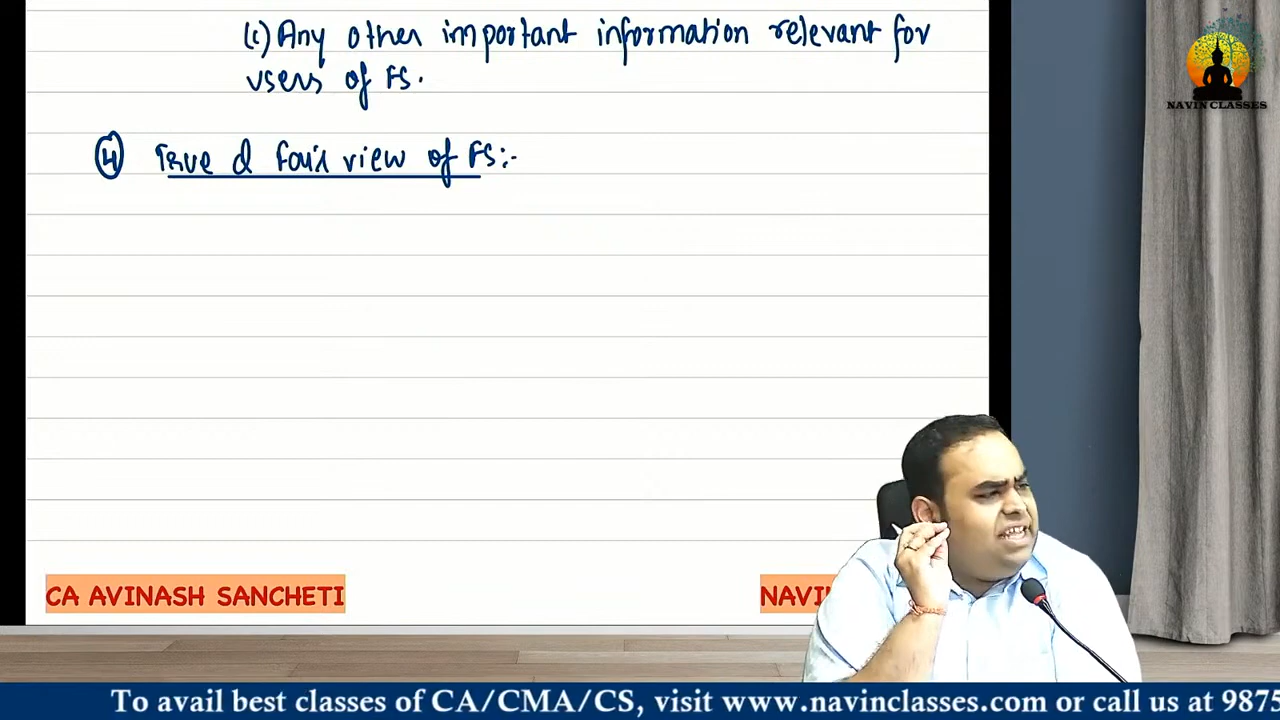 (c) Any other important information relevant for
users of FS.
④ True & Fair view of FS:-
NAVIN CLASSES
CA AVINASH SANCHETI
NAVIN
To avail best classes of CA/CMA/CS, visit www.navinclasses.com or call us at 9875